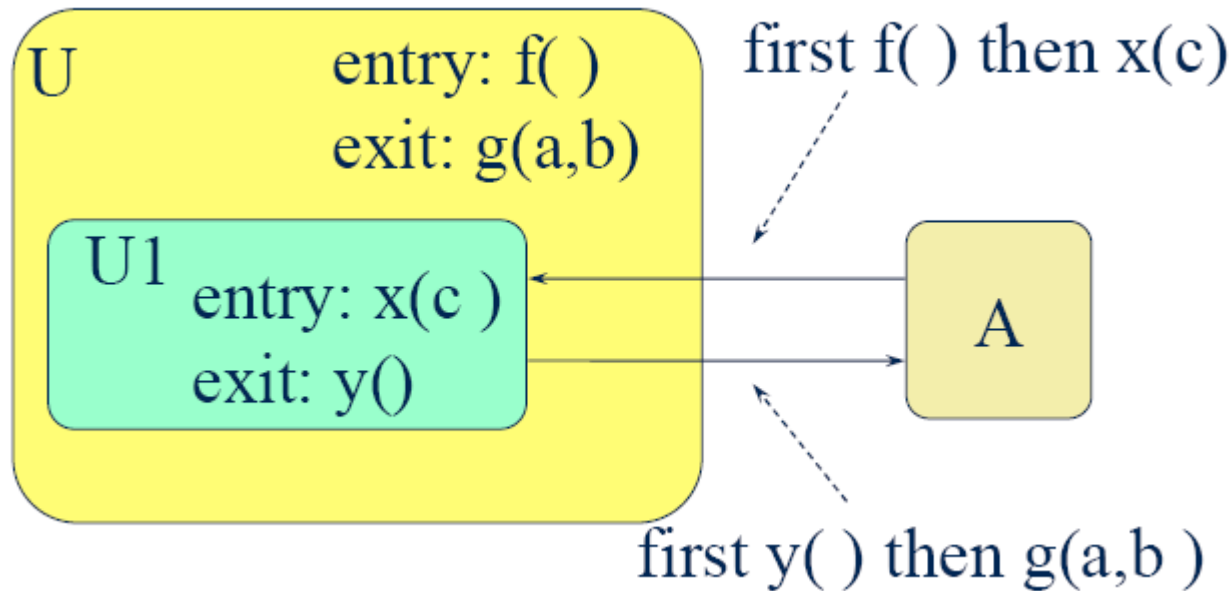 U
entry: f( )
exit: g(a,b)
first f( ) then x(c)
U1
entry: x(c )
exit: y()
A
first y( ) then g(a,b )